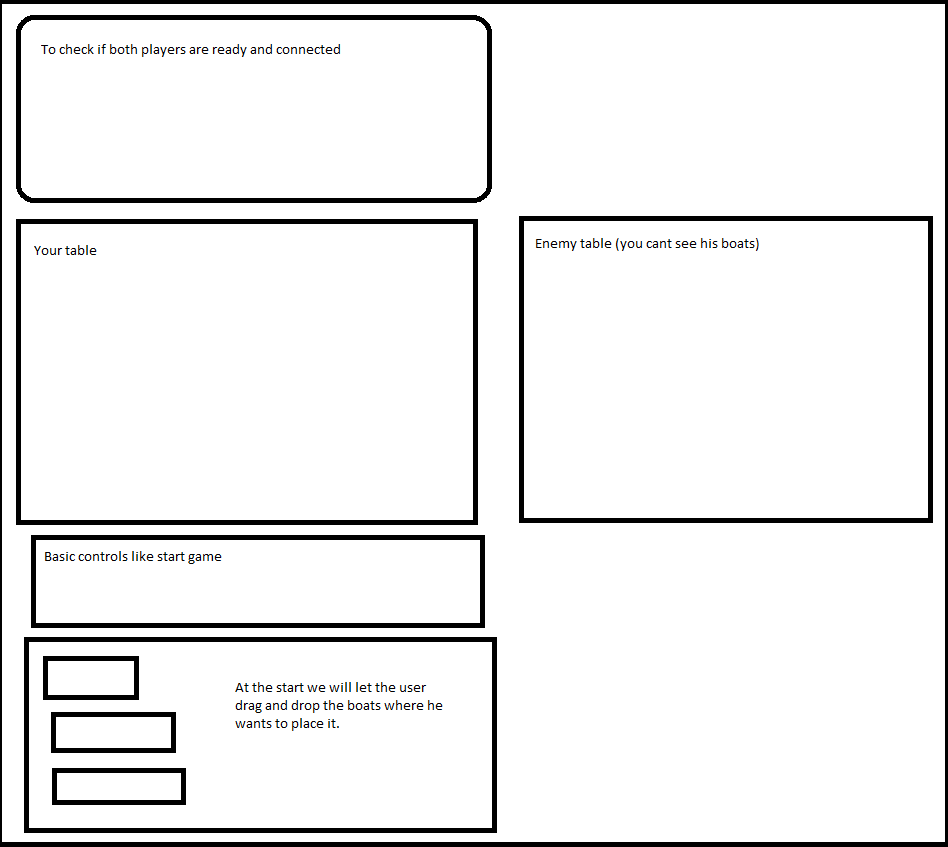 To check if both players are ready and connected
Your table
Enemy table (you cant see his boats)
Basic controls like start game
At the start we will let the user
drag and drop the boats where he
wants to place it.